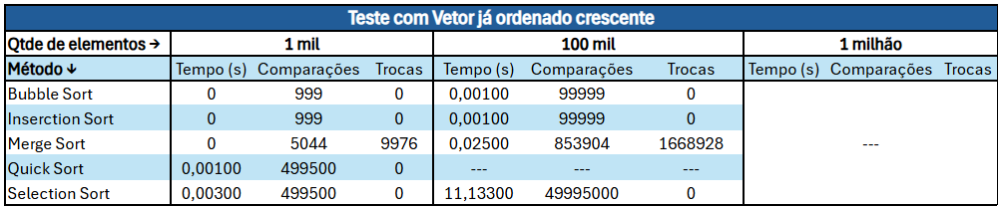 Teste com Vetor já ordenado crescente
Qtde de elementos → 1 mil 100 mil 1 milhão
Método ↓ Tempo (s) Comparações Trocas Tempo (s) Comparações Trocas Tempo (s) Comparações Trocas
Bubble Sort 0 999 0 0,00100 99999 0
Inserction Sort 0 999 0 0,00100 99999 0
Merge Sort 0 5044 9976 0,02500 853904 1668928 ---
Quick Sort 0,00100 499500 0 --- --- ---
Selection Sort 0,00300 499500 0 11,13300 49995000 0